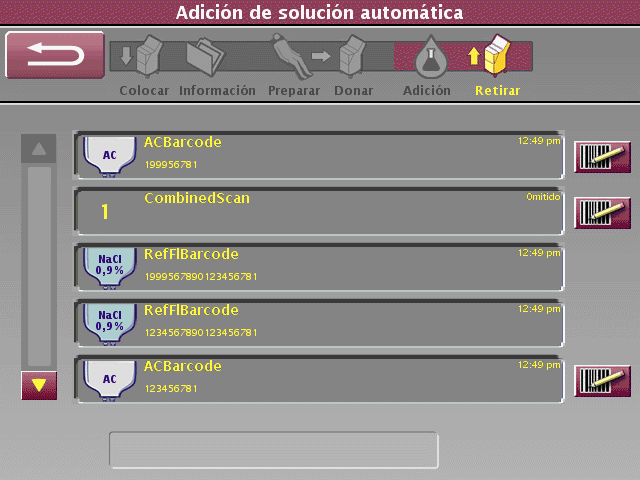 Adición de solución automática
Colocar Información Preparar Donar Adición Retirar
AC
ACBarcode
12:49 pm
199956781
1
CombinedScan
Omitido
NaCl
0,9%
RefFlBarcode
12:49 pm
1999567890123456781
NaCl
0,9%
RefFlBarcode
12:49 pm
1234567890123456781
AC
ACBarcode
12:49 pm
123456781